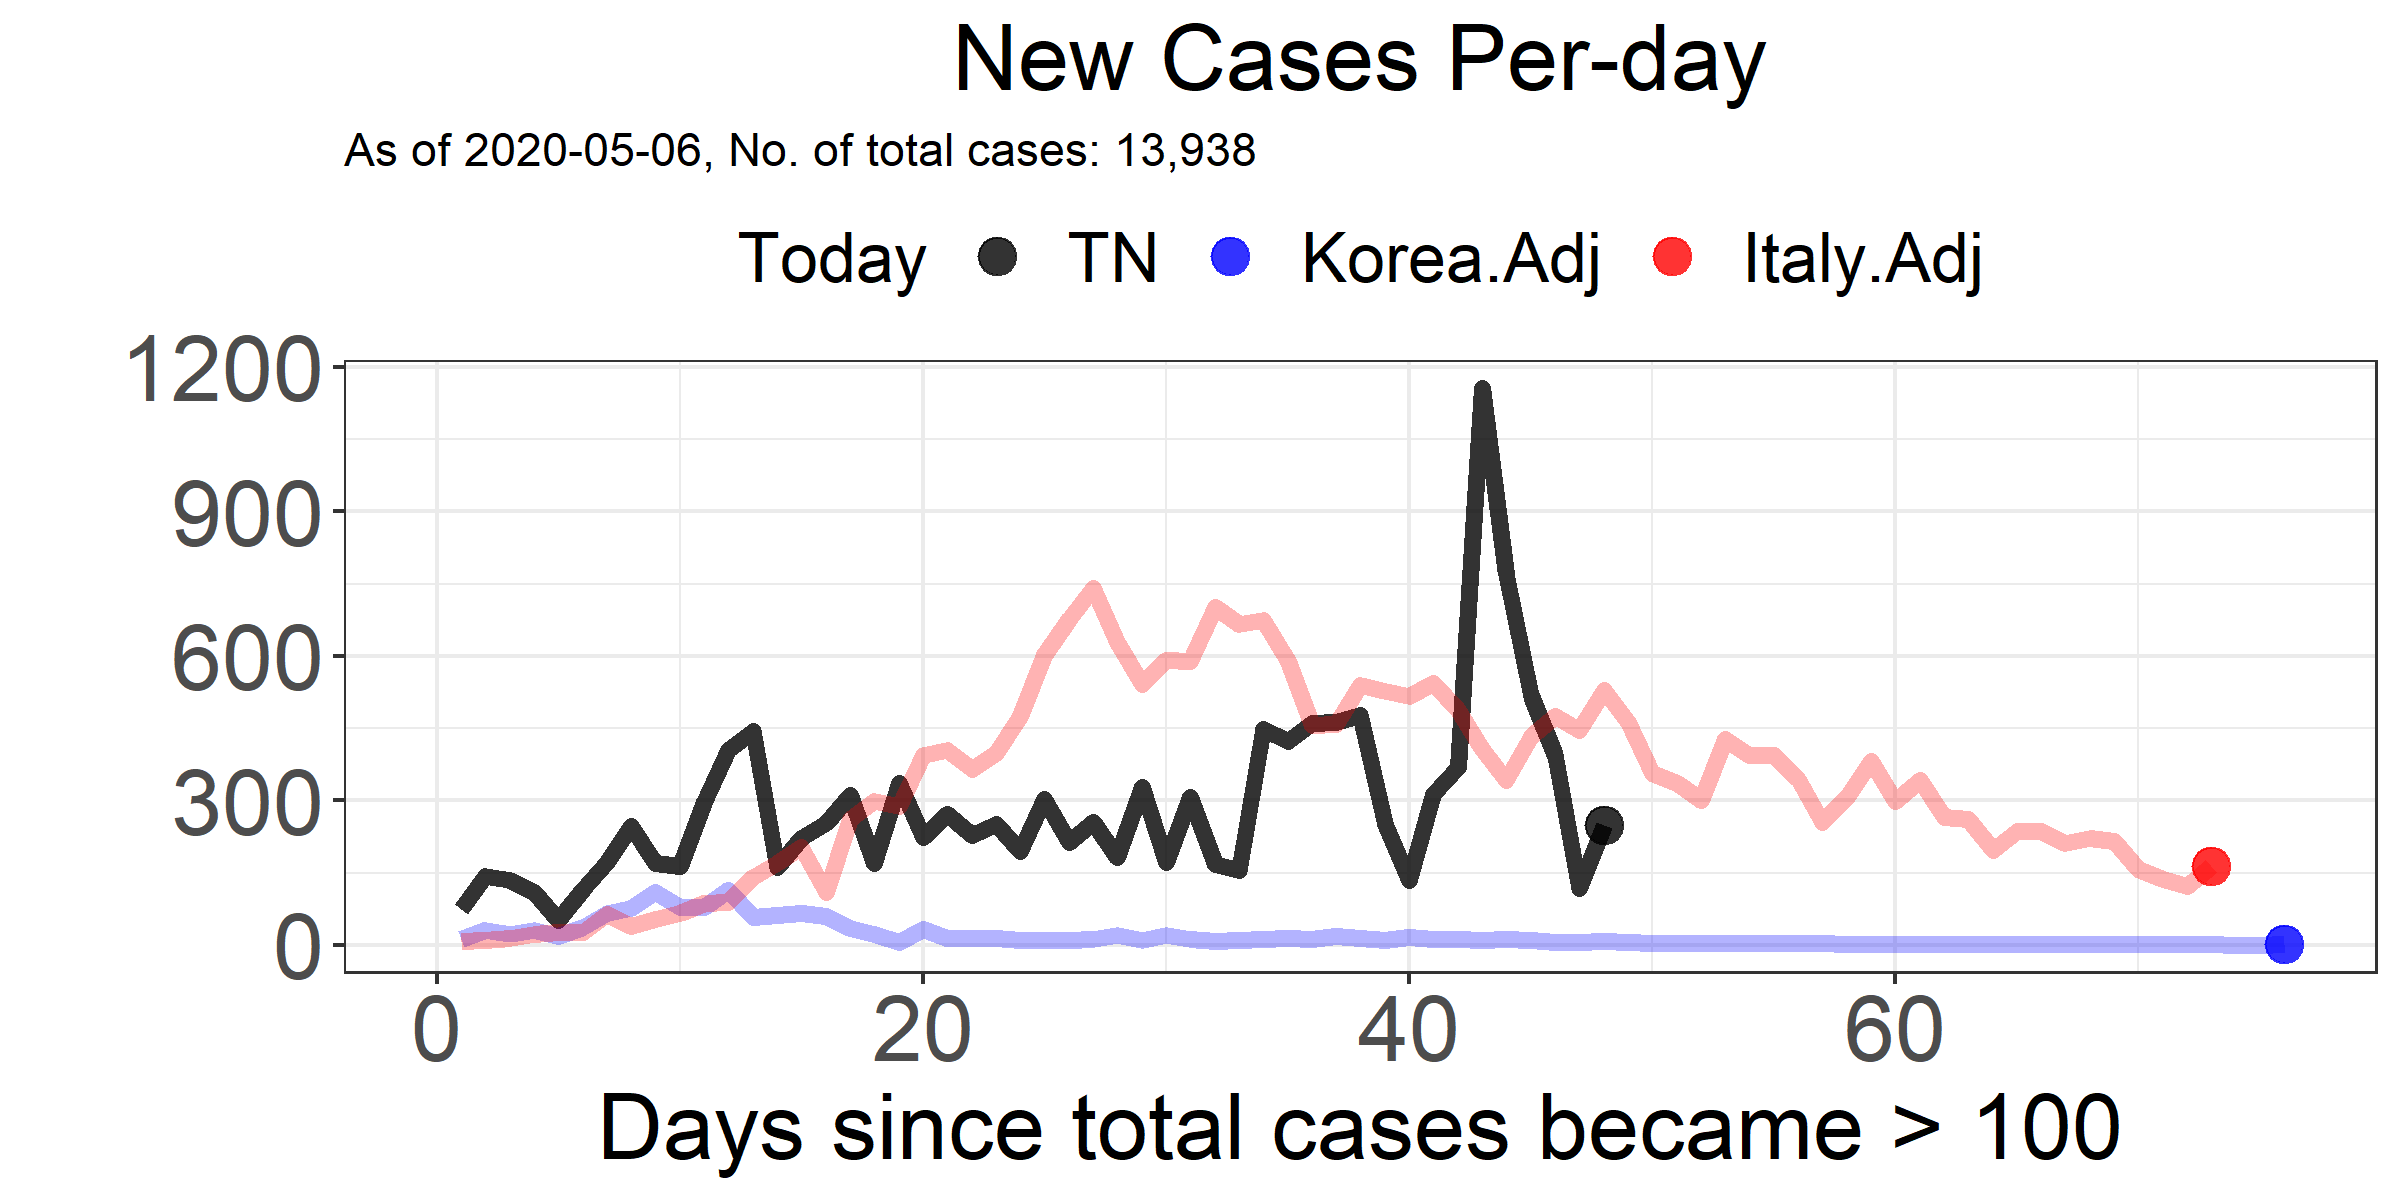 New Cases Per-day
As of 2020-05-06, No. of total cases: 13,938
Today TN Korea.Adj Italy.Adj
1200
900
600
300
0
0 20 40 60
Days since total cases became > 100